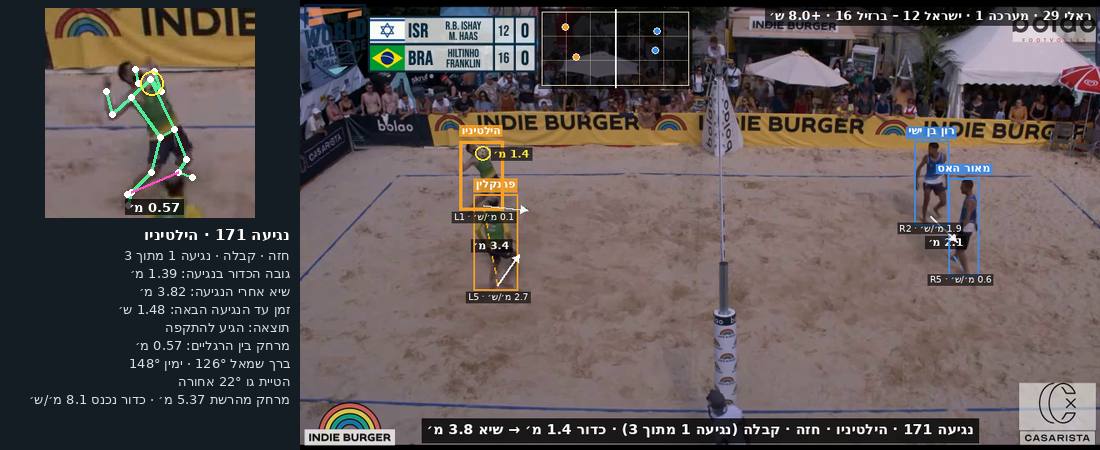 ראלי 29 · מערכה 1 · ישראל 12 – ברזיל 16 · +8.0 ש׳
ISR R.B. ISHAY M. HAAS 12 0
BRA HILTINHO FRANKLIN 16 0
bolao
FOOTVOLLEY
INDIE BURGER
bolao
INDIE BURGER
INDIE BURGER
INDIE BURGER
CASARISTA
bolao
הילטיניו
1.4 מ׳
פרנקלין
L1 · 0.1 מ׳/ש׳
3.4 מ׳
L5 · 2.7 מ׳/ש׳
רון בן ישי
מאור האס
R2 · 1.9 מ׳/ש׳
2.1 מ׳
R5 · 0.6 מ׳/ש׳
0.57 מ׳
נגיעה 171 · הילטיניו
חזה · קבלה · נגיעה 1 מתוך 3
גובה הכדור בנגיעה: 1.39 מ׳
שיא אחרי הנגיעה: 3.82 מ׳
זמן עד הנגיעה הבאה: 1.48 ש׳
תוצאה: הגיע להתקפה
מרחק בין הרגליים: 0.57 מ׳
ברך שמאל 126° · ימין 148°
הטיית גו 22° אחורה
מרחק מהרשת 5.37 מ׳ · כדור נכנס 8.1 מ׳/ש׳
INDIE BURGER
נגיעה 171 · הילטיניו · חזה · קבלה (נגיעה 1 מתוך 3) · כדור 1.4 מ׳ → שיא 3.8 מ׳
CASARISTA